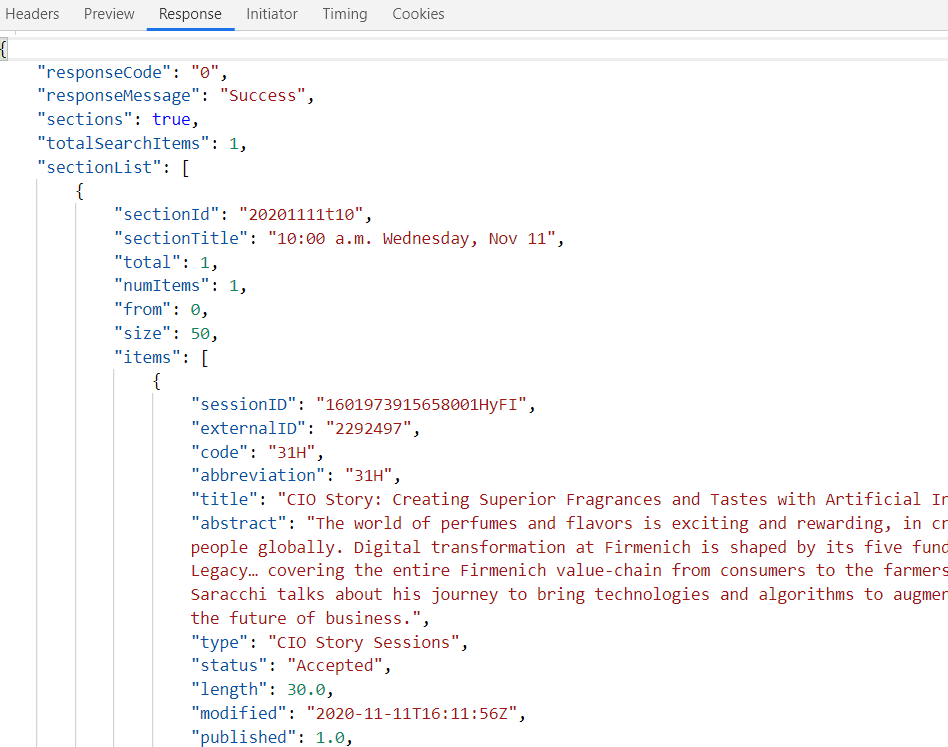 Headers Preview Response Initiator Timing Cookies
{
"responseCode": "0",
"responseMessage": "Success",
"sections": true,
"totalSearchItems": 1,
"sectionList": [
{
"sectionId": "20201111t10",
"sectionTitle": "10:00 a.m. Wednesday, Nov 11",
"total": 1,
"numItems": 1,
"from": 0,
"size": 50,
"items": [
{
"sessionID": "1601973915658001HyFI",
"externalID": "2292497",
"code": "31H",
"abbreviation": "31H",
"title": "CIO Story: Creating Superior Fragrances and Tastes with Artificial
"abstract": "The world of perfumes and flavors is exciting and rewarding, in
people globally. Digital transformation at Firmenich is shaped by its five
Legacy… covering the entire Firmenich value-chain from consumers to the farmers
Saracchi talks about his journey to bring technologies and algorithms to
the future of business.",
"type": "CIO Story Sessions",
"status": "Accepted",
"length": 30.0,
"modified": "2020-11-11T16:11:56Z",
"published": 1.0,